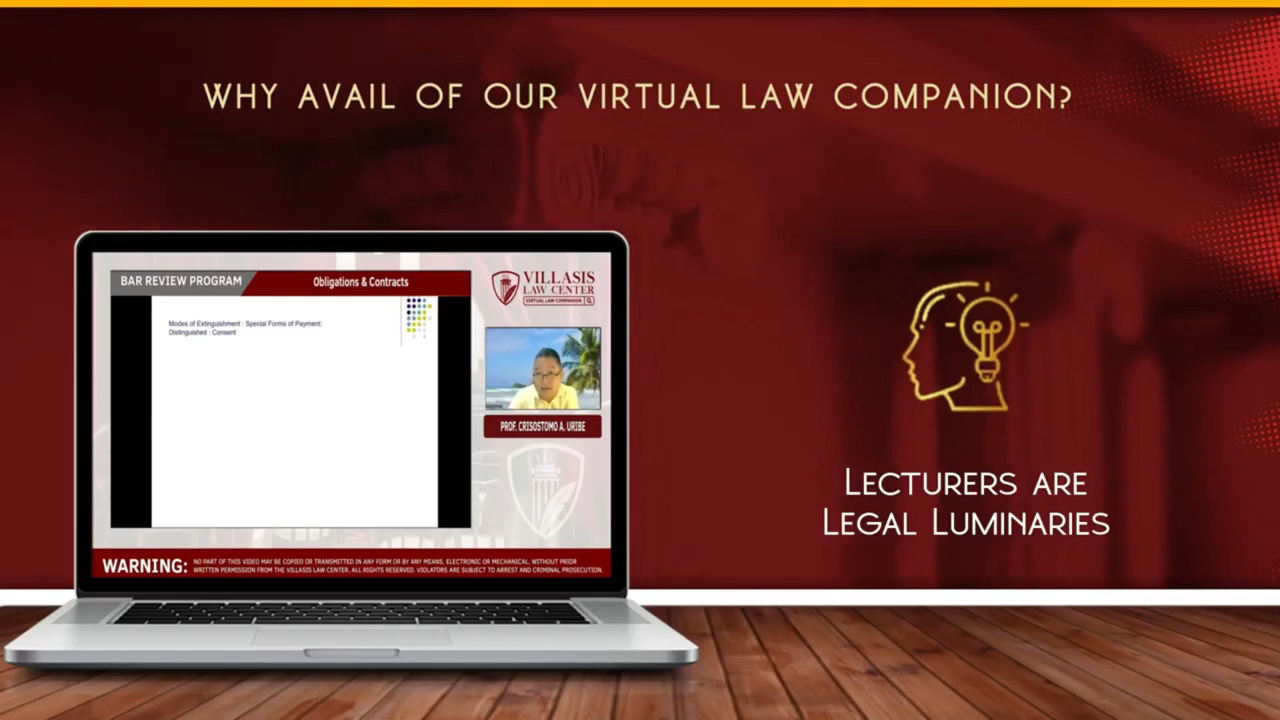 WHY AVAIL OF OUR VIRTUAL LAW COMPANION?
BAR REVIEW PROGRAM
Obligations & Contracts
VILLASIS
LAW CENTER
VIRTUAL LAW COMPANION
Modes of Extinguishment : Special Forms of Payment:
Distinguished : Consent
PROF. CRISOSTOMO A. URIBE
LECTURERS ARE
LEGAL LUMINARIES
WARNING:
NO PART OF THIS VIDEO MAY BE COPIED OR TRANSMITTED IN ANY FORM OR BY ANY MEANS, ELECTRONIC OR MECHANICAL, WITHOUT PRIOR
WRITTEN PERMISSION FROM THE VILLASIS LAW CENTER. ALL RIGHTS RESERVED. VIOLATORS ARE SUBJECT TO ARREST AND CRIMINAL PROSECUTION.